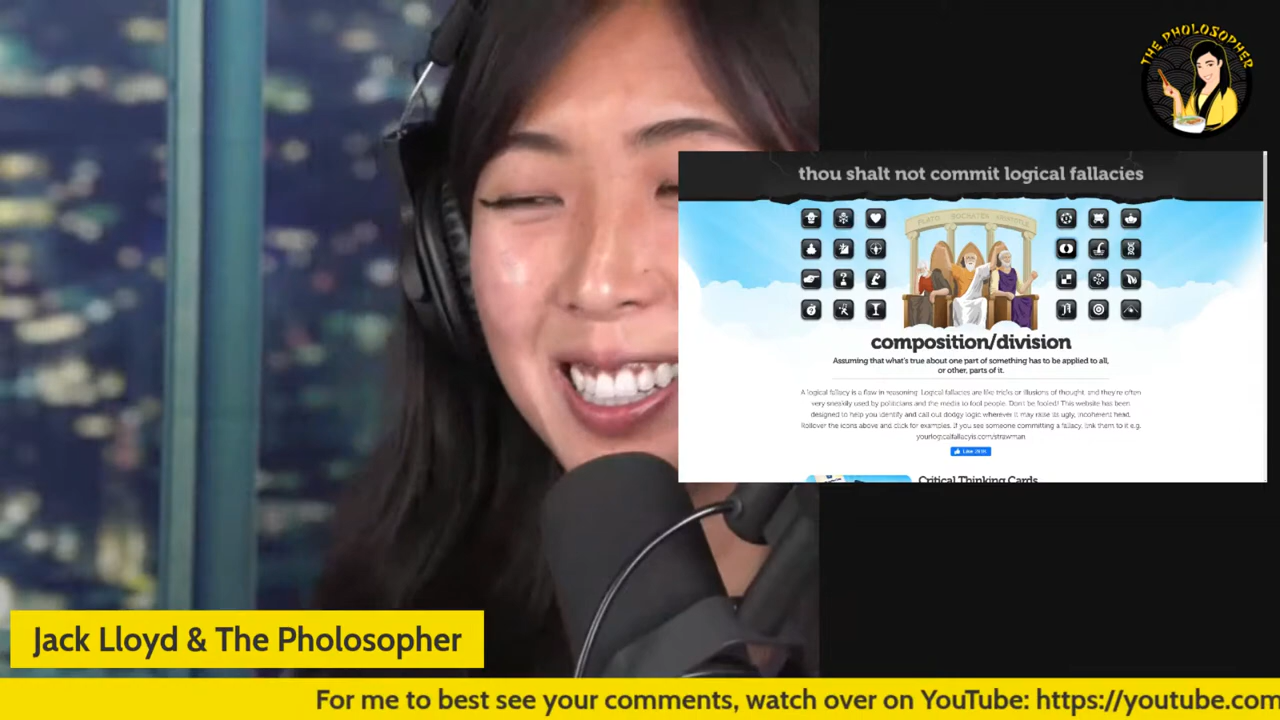 THE PHOLOSOPHER
thou shalt not commit logical fallacies
PLATO SOCRATES ARISTOTLE
composition/division
Assuming that what's true about one part of something has to be applied to all,
or other, parts of it.
A logical fallacy is a flaw in reasoning. Logical fallacies are like tricks or illusions of thought, and they're often
very sneakily used by politicians and the media to fool people. Don't be fooled! This website has been
designed to help you identify and call out dodgy logic wherever it may raise its ugly, incoherent head.
Rollover the icons above and click for examples. If you see someone committing a fallacy, link them to it e.g.
yourlogicalfallacyis.com/strawman
Like
Critical Thinking Cards
Jack Lloyd & The Pholosopher
For me to best see your comments, watch over on YouTube: https://youtube.com